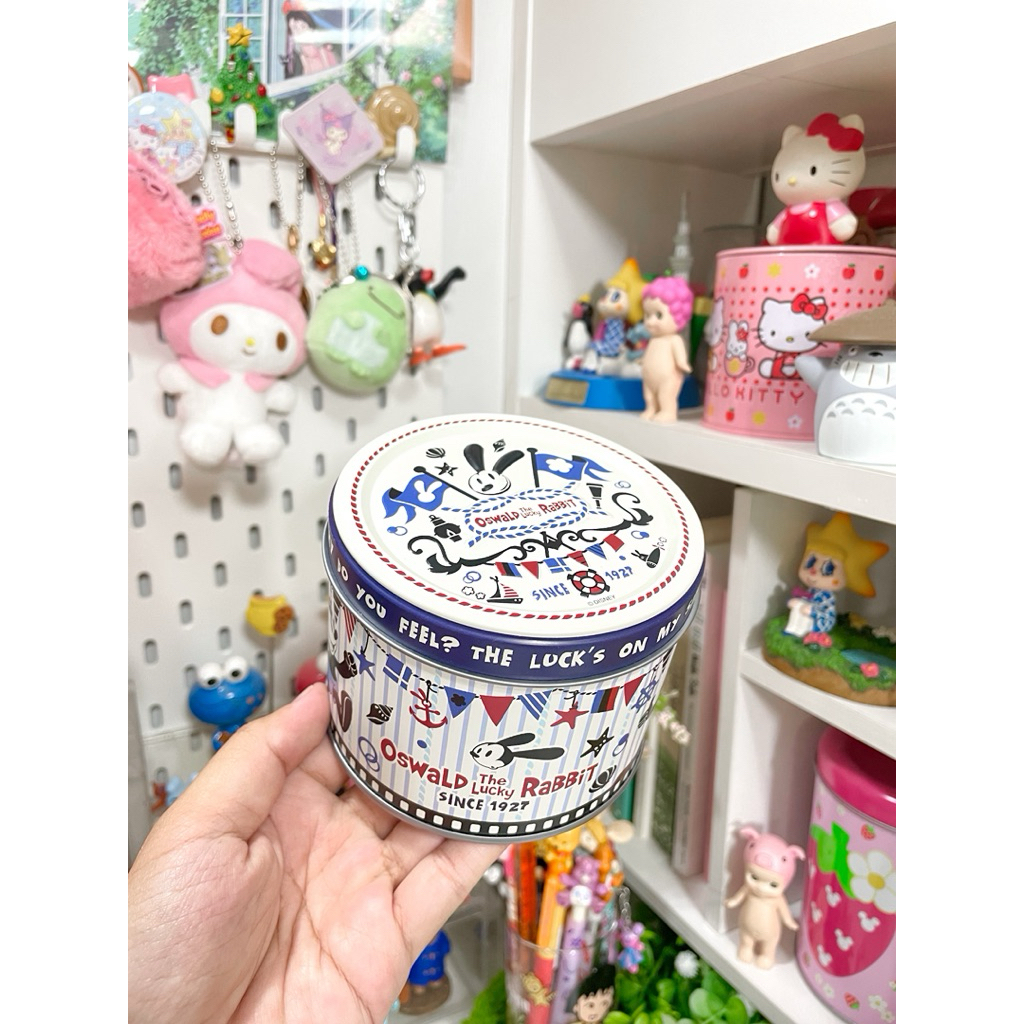 OSWALD The Lucky RABBIT
SINCE 1927
©DISNEY
DO YOU FEEL? THE LUCK'S ON MY
OSWALD The Lucky RABBIT
SINCE 1927
HELLO KITTY